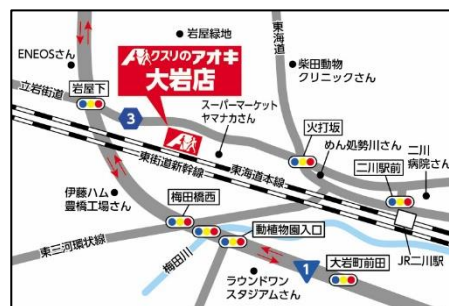 岩屋緑地
ENEOSさん
クスリのアオキ
大岩店
東海道
柴田動物
クリニックさん
立岩街道
岩屋下
3
スーパーマーケット
ヤマナカさん
火打坂
めん処勢川さん
二川
病院さん
二川駅前
東海道本線
東街道新幹線
伊藤ハム
豊橋工場さん
梅田橋西
動植物園入口
東三河環状線
梅田川
ラウンドワン
スタジアムさん
1
大岩町前田
JR二川駅